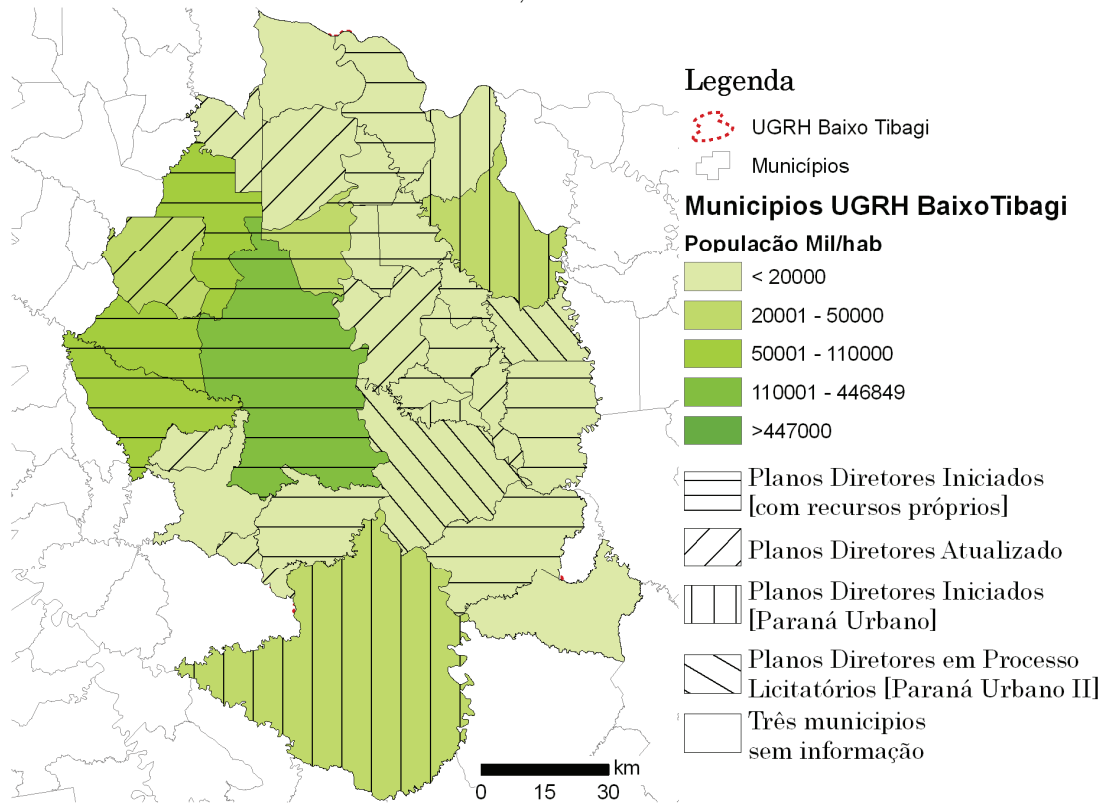 Legenda
UGRH Baixo Tibagi
Municípios
Municipios UGRH BaixoTibagi
População Mil/hab
< 20000
20001 - 50000
50001 - 110000
110001 - 446849
>447000
Planos Diretores Iniciados
[com recursos próprios]
Planos Diretores Atualizado
Planos Diretores Iniciados
[Paraná Urbano]
Planos Diretores em Processo
Licitatórios [Paraná Urbano II]
Três municipios
sem informação
km
0 15 30